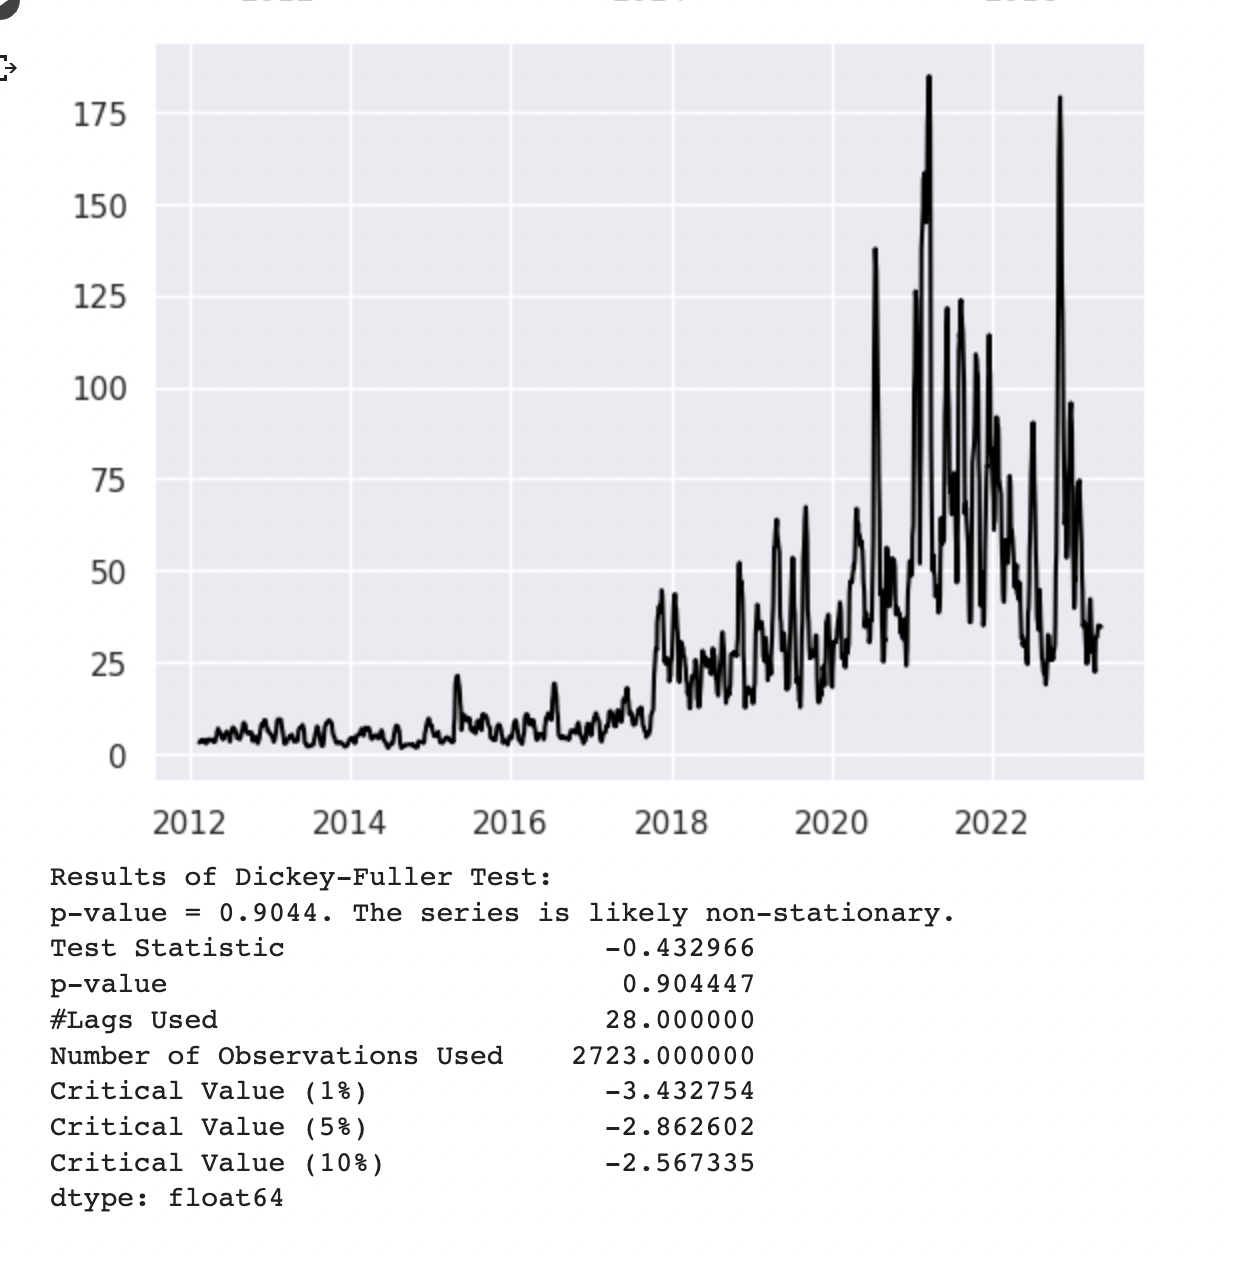 175
150
125
100
75
50
25
0
2012 2014 2016 2018 2020 2022
Results of Dickey-Fuller Test:
p-value = 0.9044. The series is likely non-stationary.
Test Statistic -0.432966
p-value 0.904447
#Lags Used 28.000000
Number of Observations Used 2723.000000
Critical Value (1%) -3.432754
Critical Value (5%) -2.862602
Critical Value (10%) -2.567335
dtype: float64